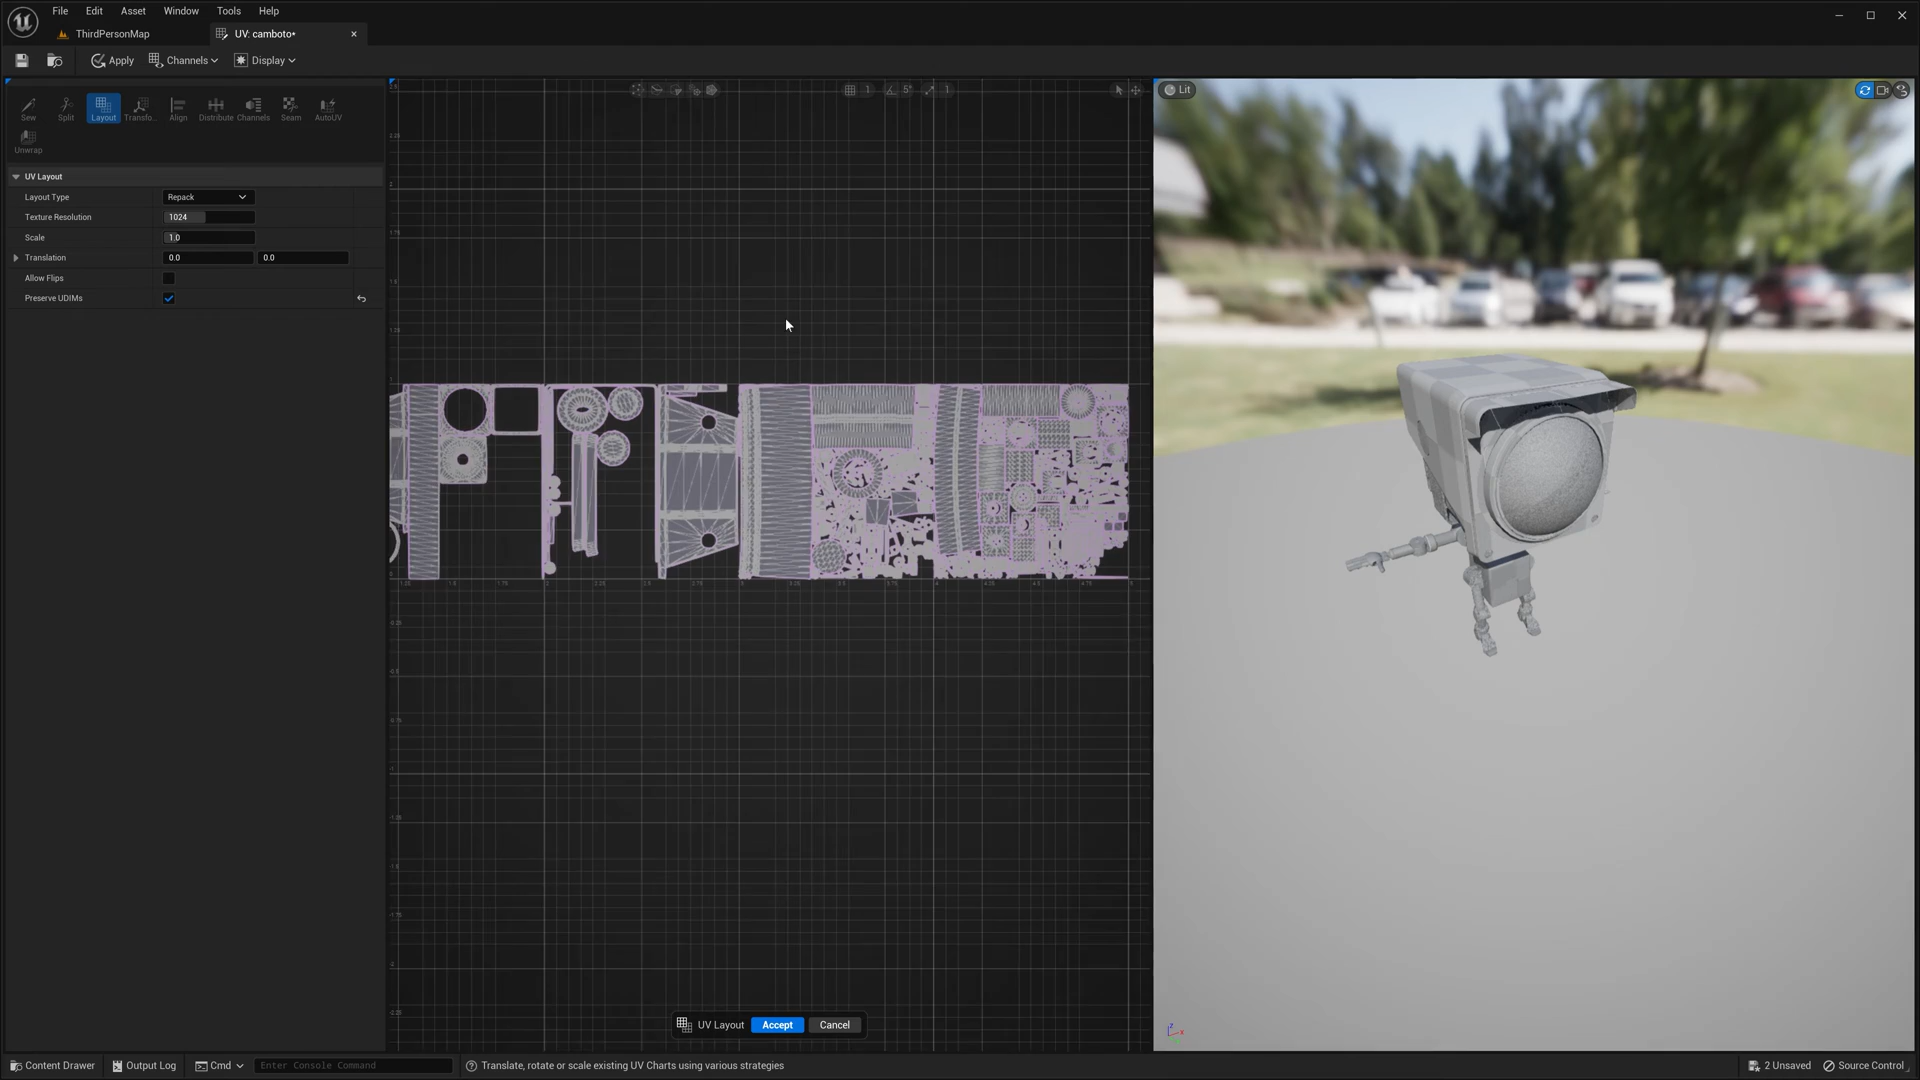 File Edit Asset Window Tools Help
ThirdPersonMap
UV: camboto*
Apply Channels Display
Sew Split Layout Transfo... Align Distribute Channels Seam AutoUV
Unwrap
UV Layout
Layout Type Repack
Texture Resolution 1024
Scale 1.0
Translation 0.0 0.0
Allow Flips
Preserve UDIMs
1 5° 1
Lit
UV Layout Accept Cancel
Content Drawer Output Log Cmd Enter Console Command Translate, rotate or scale existing UV Charts using various strategies 2 Unsaved Source Control